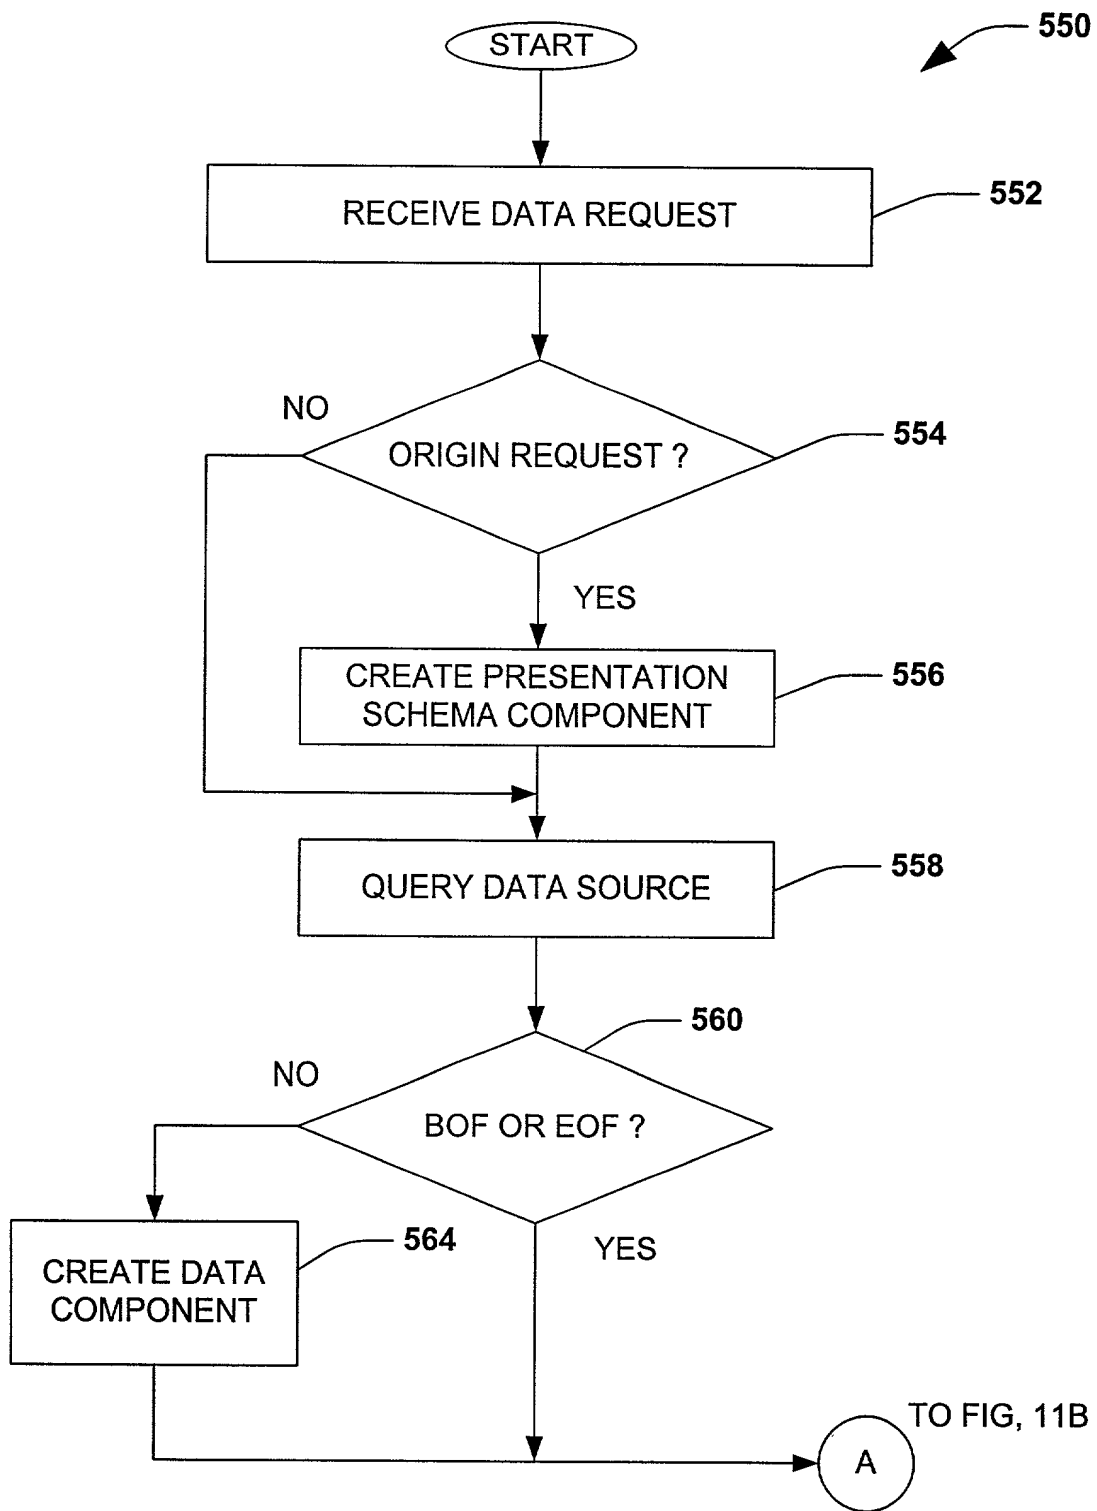 START
550
RECEIVE DATA REQUEST
552
NO
ORIGIN REQUEST ?
554
YES
CREATE PRESENTATION
SCHEMA COMPONENT
556
QUERY DATA SOURCE
558
560
NO
BOF OR EOF ?
YES
564
CREATE DATA
COMPONENT
TO FIG, 11B
A